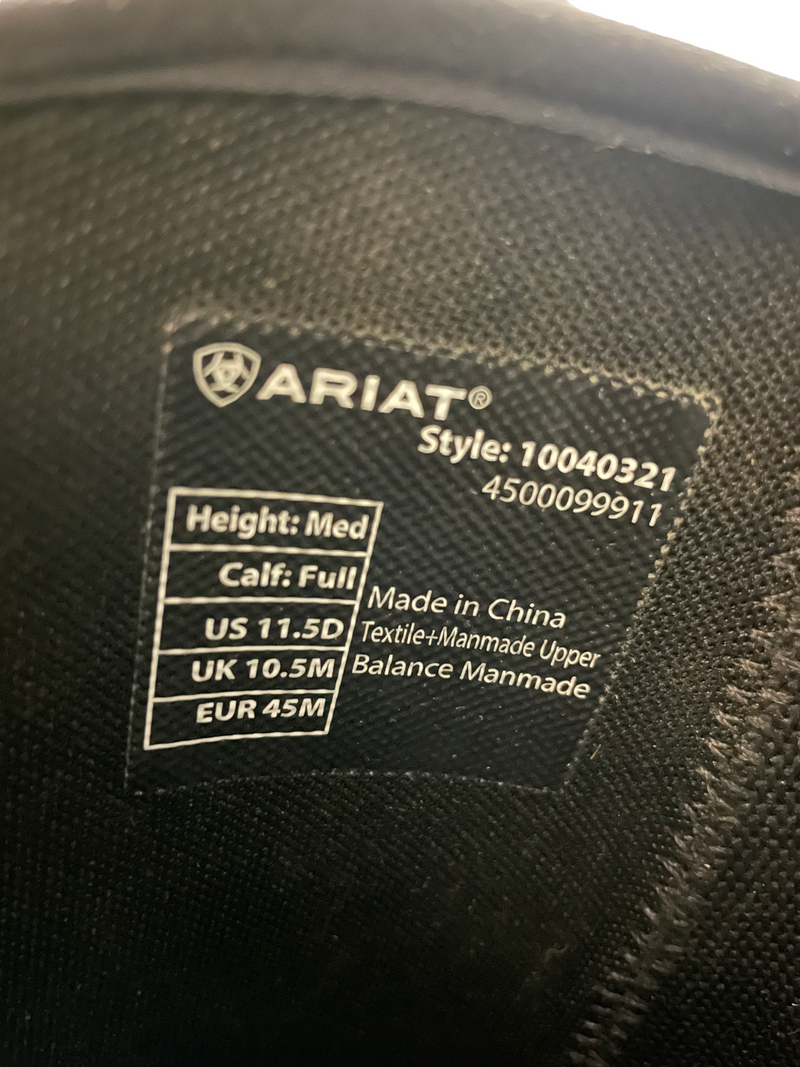 ARIAT®
Style: 10040321
4500099911
Height: Med
Calf: Full
US 11.5D
UK 10.5M
EUR 45M
Made in China
Textile+Manmade Upper
Balance Manmade